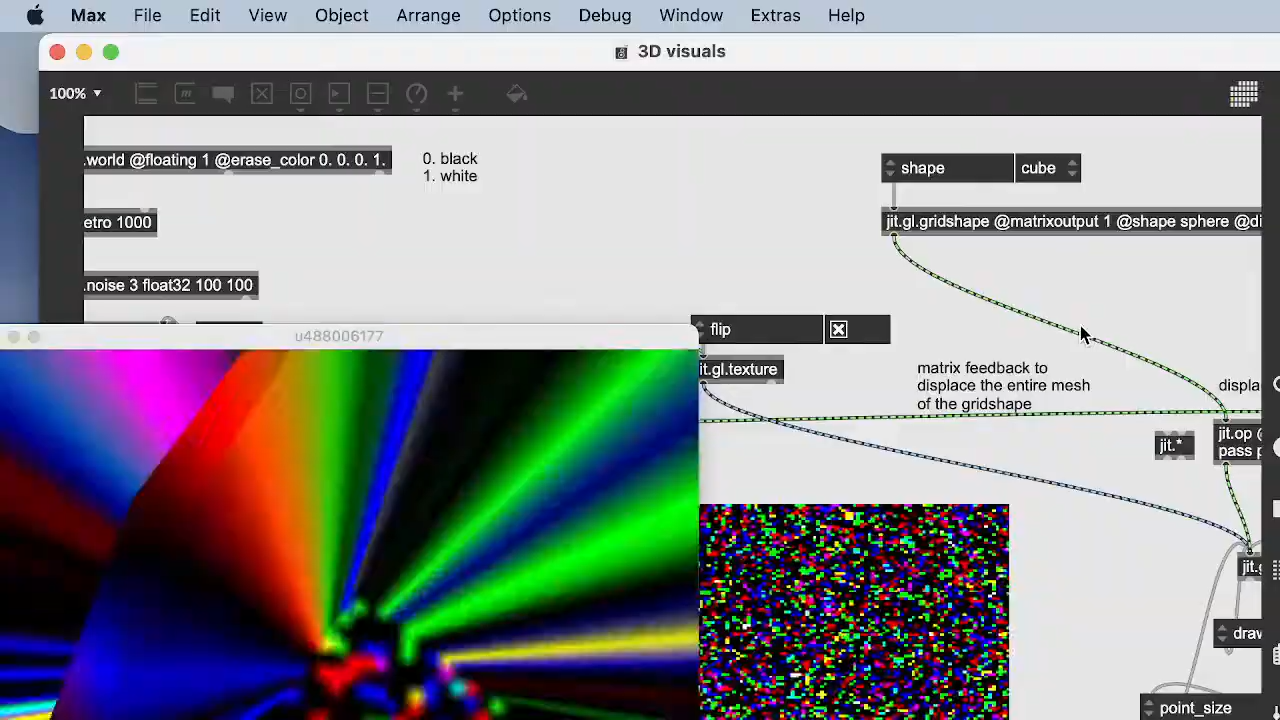 Max File Edit View Object Arrange Options Debug Window Extras Help
3D visuals
100%
.world @floating 1 @erase_color 0. 0. 0. 1.
0. black
1. white
shape
cube
etro 1000
jit.gl.gridshape @matrixoutput 1 @shape sphere @di
.noise 3 float32 100 100
u488006177
flip
it.gl.texture
matrix feedback to
displace the entire mesh
of the gridshape
displa
jit.*
jit.op @
pass p
jit.g
draw
point_size